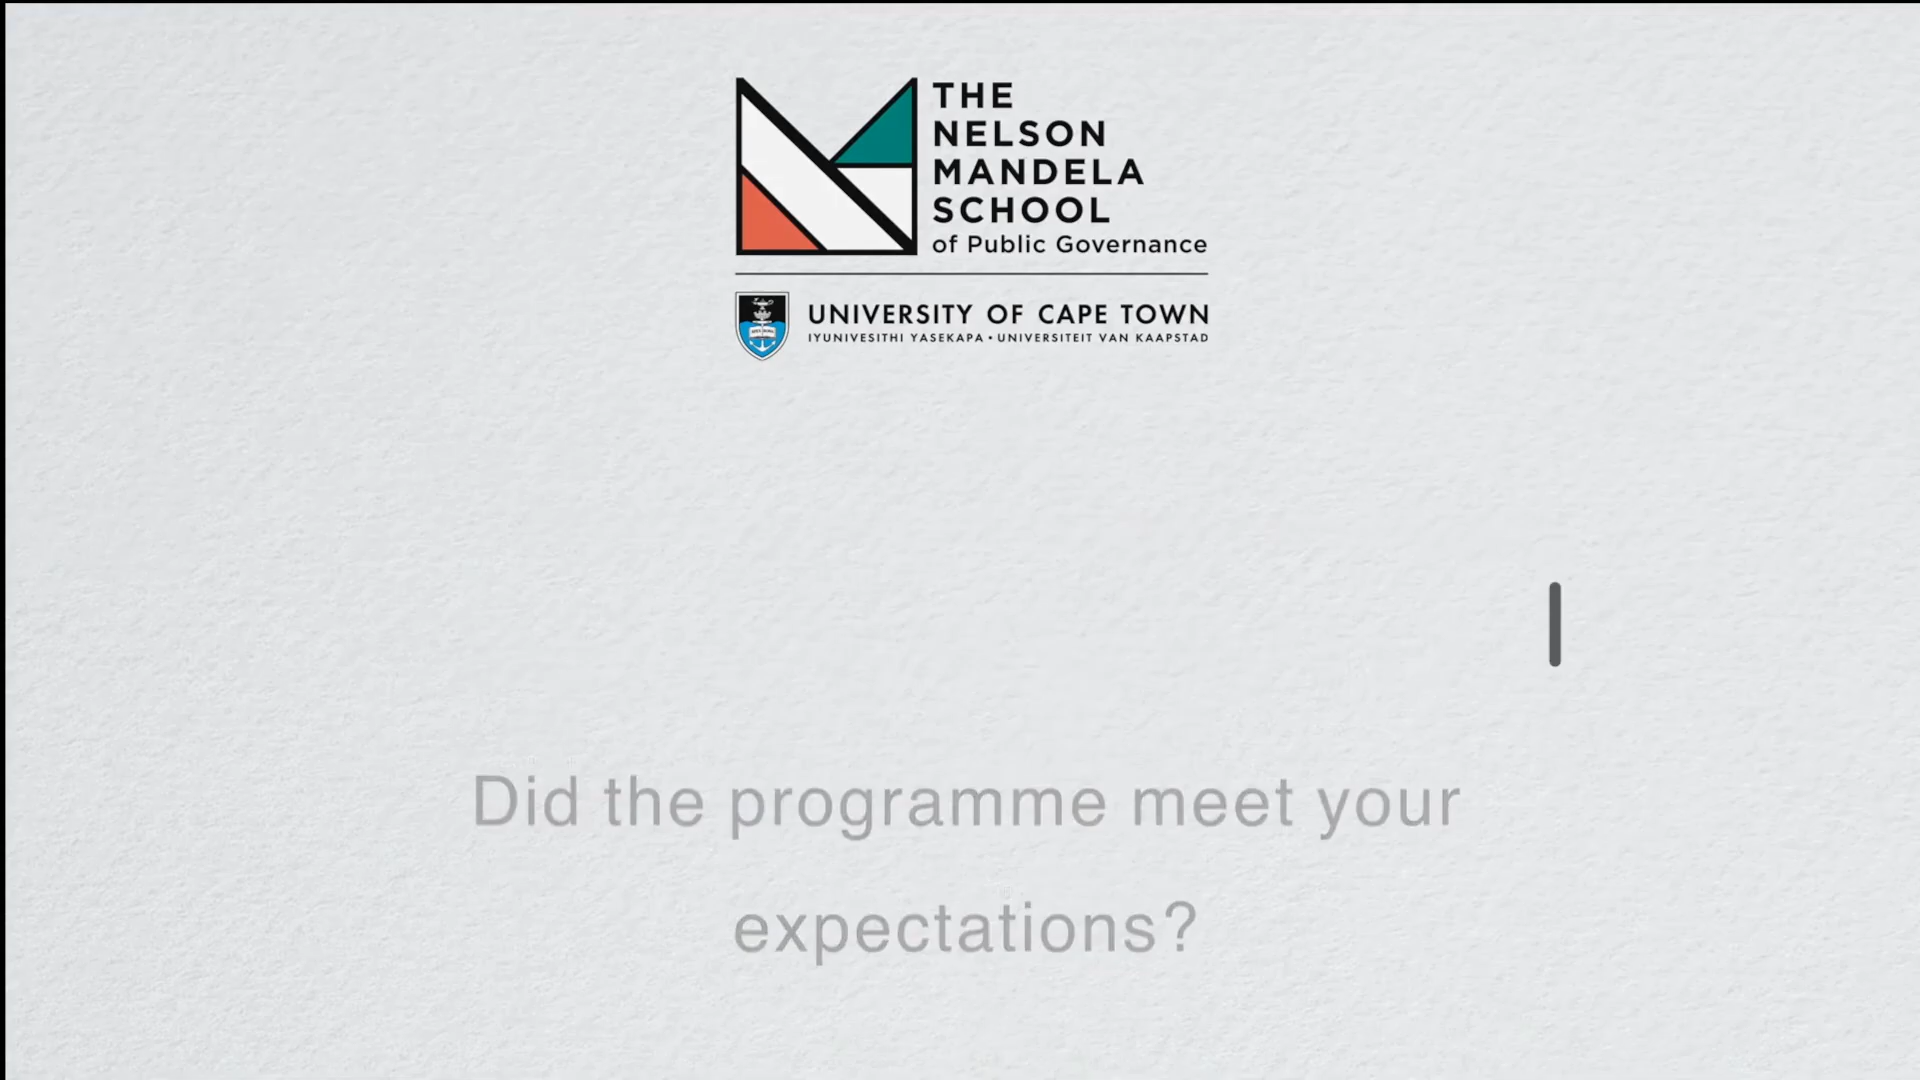 THE
NELSON
MANDELA
SCHOOL
of Public Governance
UNIVERSITY OF CAPE TOWN
IYUNIVESITHI YASEKAPA • UNIVERSITEIT VAN KAAPSTAD
Did the programme meet your
expectations?